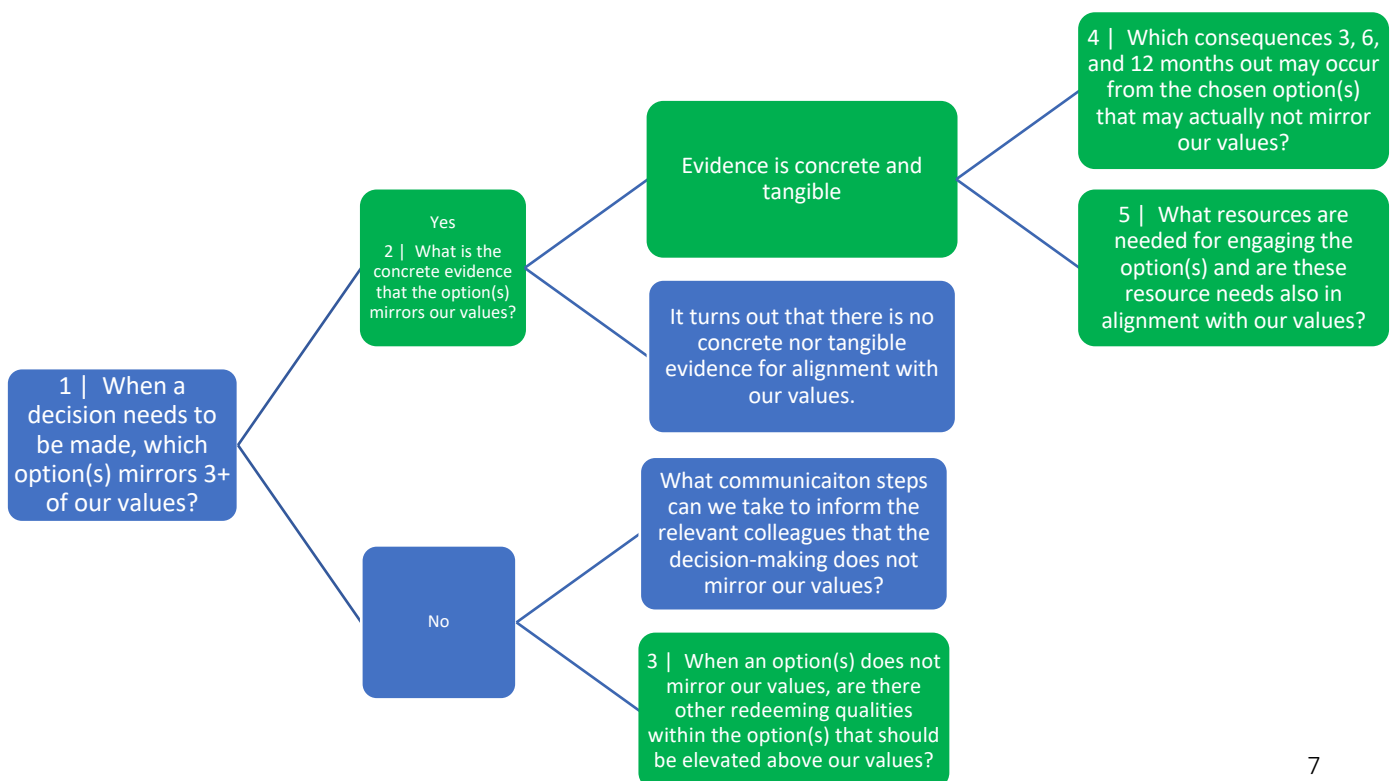 1 | When a
decision needs to
be made, which
option(s) mirrors 3+
of our values?
Yes
2 | What is the
concrete evidence
that the option(s)
mirrors our values?
No
Evidence is concrete and
tangible
It turns out that there is no
concrete nor tangible
evidence for alignment with
our values.
What communicaiton steps
can we take to inform the
relevant colleagues that the
decision-making does not
mirror our values?
3 | When an option(s) does not
mirror our values, are there
other redeeming qualities
within the option(s) that should
be elevated above our values?
4 | Which consequences 3, 6,
and 12 months out may occur
from the chosen option(s)
that may actually not mirror
our values?
5 | What resources are
needed for engaging the
option(s) and are these
resource needs also in
alignment with our values?
7